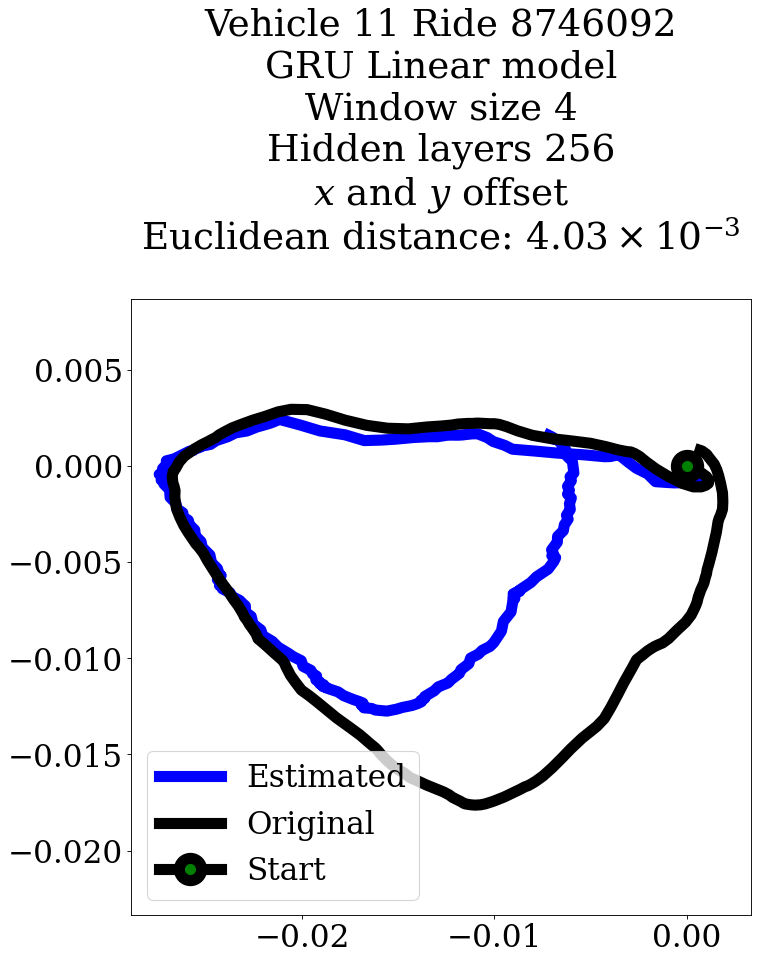 Vehicle 11 Ride 8746092
GRU Linear model
Window size 4
Hidden layers 256
x and y offset
Euclidean distance: 4.03 × 10⁻³
0.005
0.000
−0.005
−0.010
−0.015
−0.020
Estimated
Original
Start
−0.02 −0.01 0.00